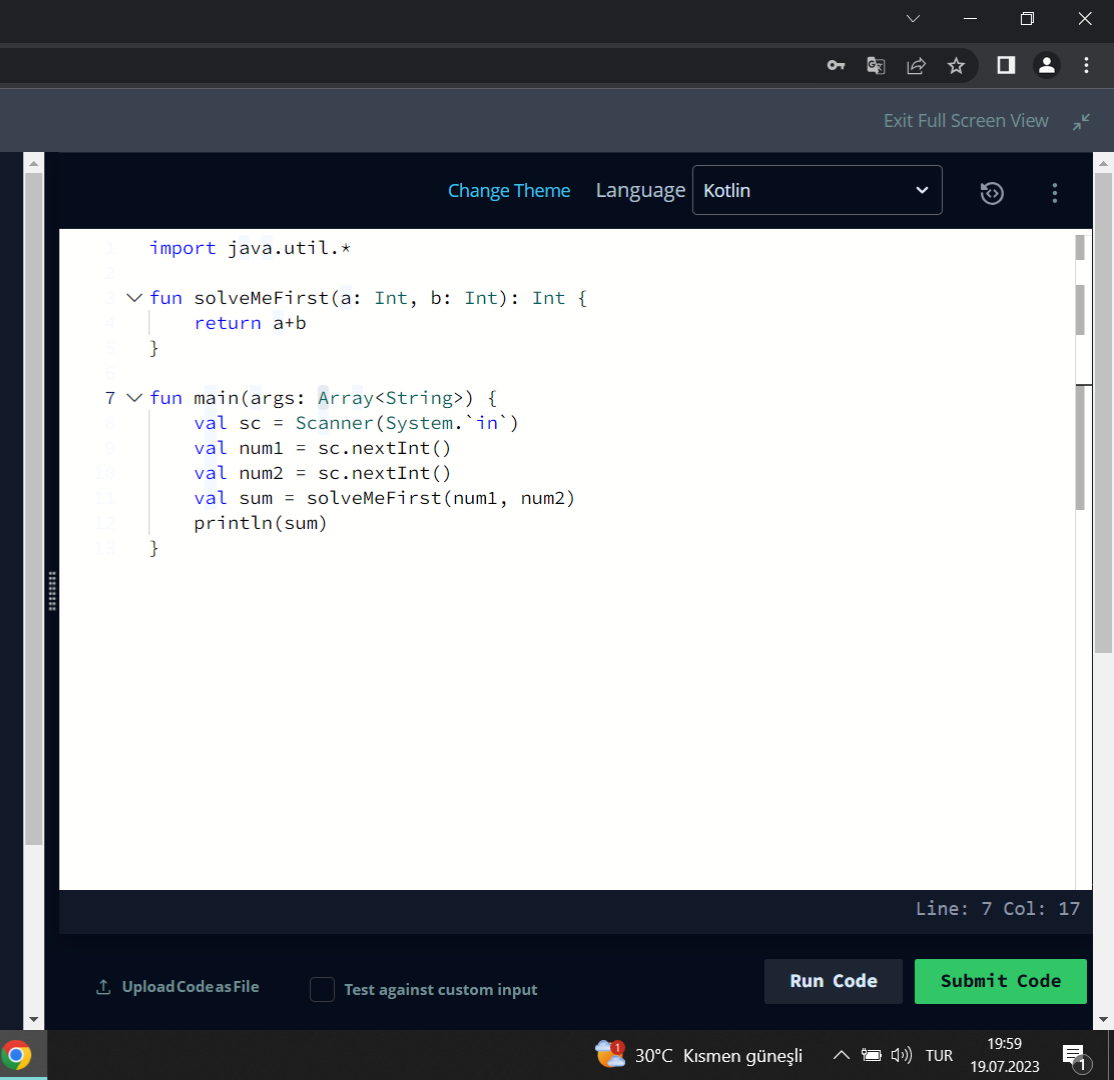 Exit Full Screen View
Change Theme Language Kotlin
1 import java.util.*
2
3 fun solveMeFirst(a: Int, b: Int): Int {
4 return a+b
5 }
6
7 fun main(args: Array<String>) {
8 val sc = Scanner(System.`in`)
9 val num1 = sc.nextInt()
10 val num2 = sc.nextInt()
11 val sum = solveMeFirst(num1, num2)
12 println(sum)
13 }
Line: 7 Col: 17
Upload Code as File Test against custom input Run Code Submit Code
1 30°C Kısmen güneşli TUR 19:59
19.07.2023 1